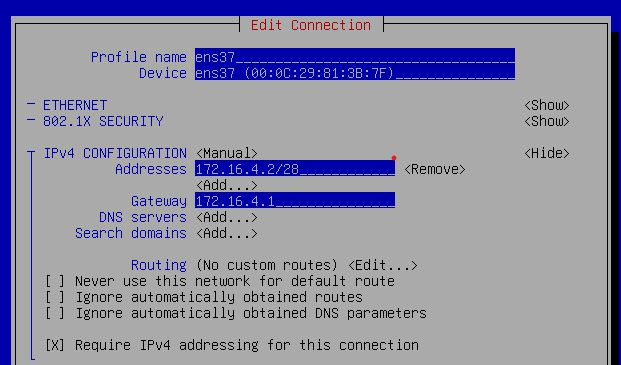 Edit Connection
Profile name ens37
Device ens37 (00:0C:29:81:3B:7F)
ETHERNET <Show>
802.1X SECURITY <Show>
IPv4 CONFIGURATION <Manual> <Hide>
Addresses 172.16.4.2/28 <Remove>
<Add...>
Gateway 172.16.4.1
DNS servers <Add...>
Search domains <Add...>
Routing (No custom routes) <Edit...>
[ ] Never use this network for default route
[ ] Ignore automatically obtained routes
[ ] Ignore automatically obtained DNS parameters
[X] Require IPv4 addressing for this connection